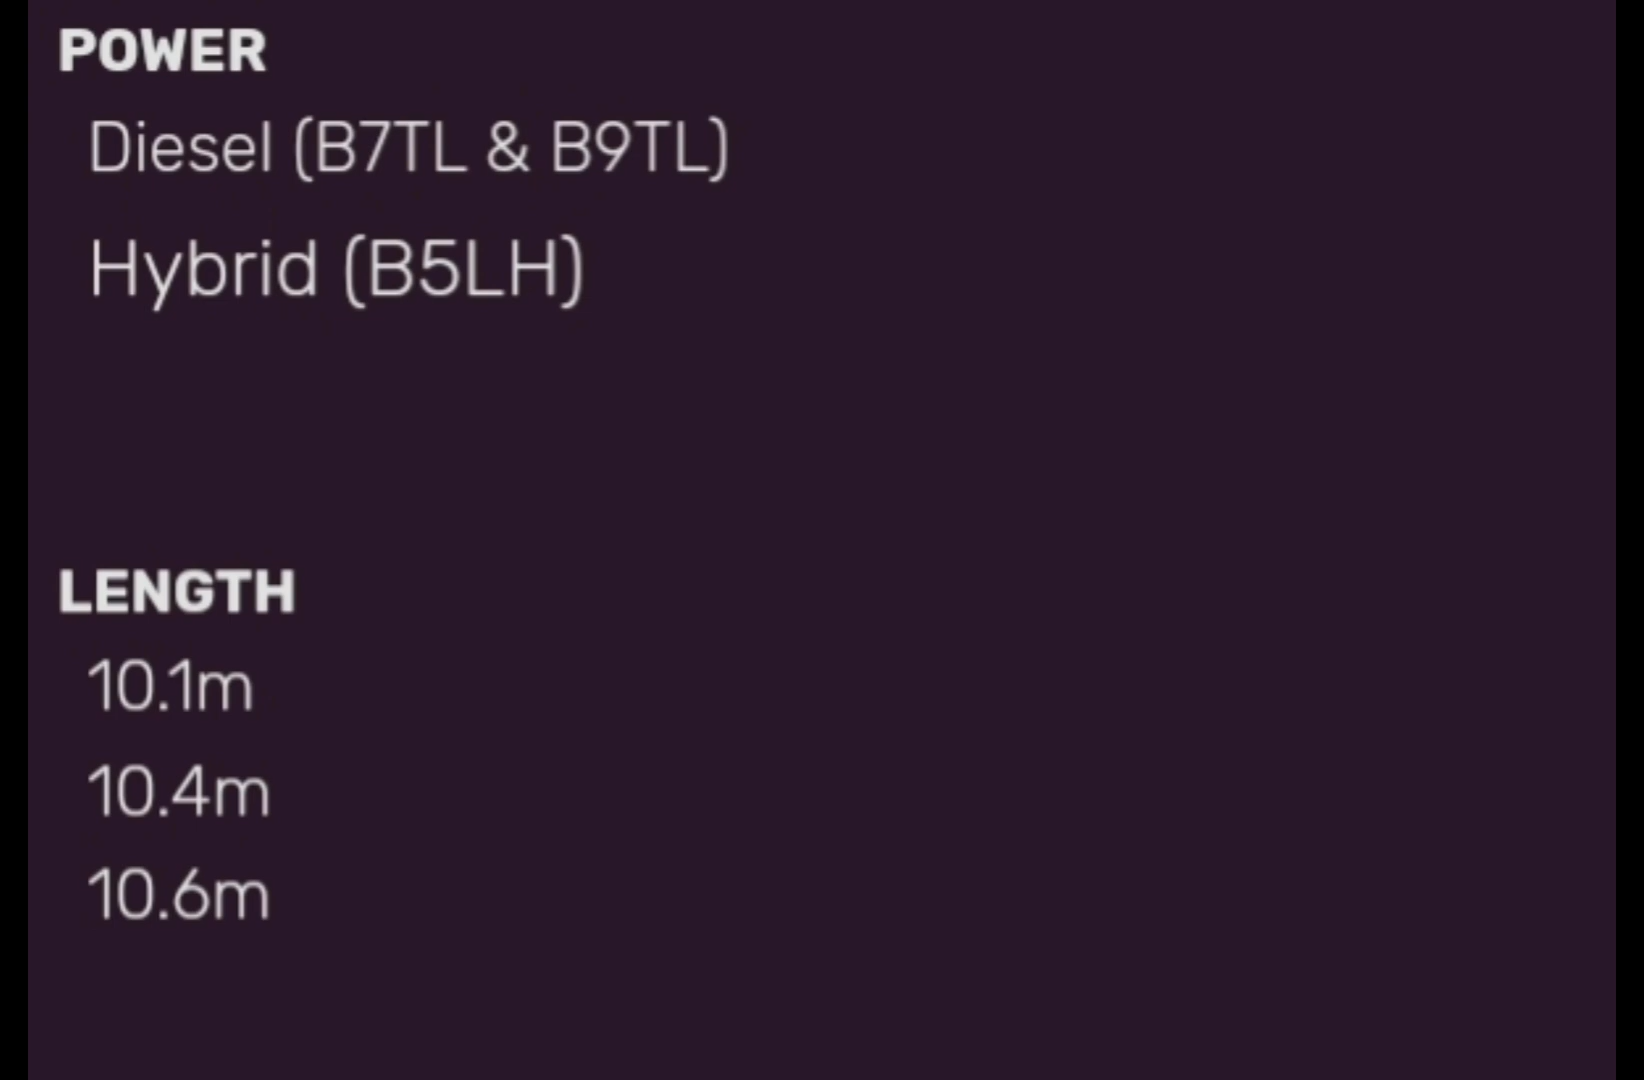 POWER
Diesel (B7TL & B9TL)
Hybrid (B5LH)
LENGTH
10.1m
10.4m
10.6m